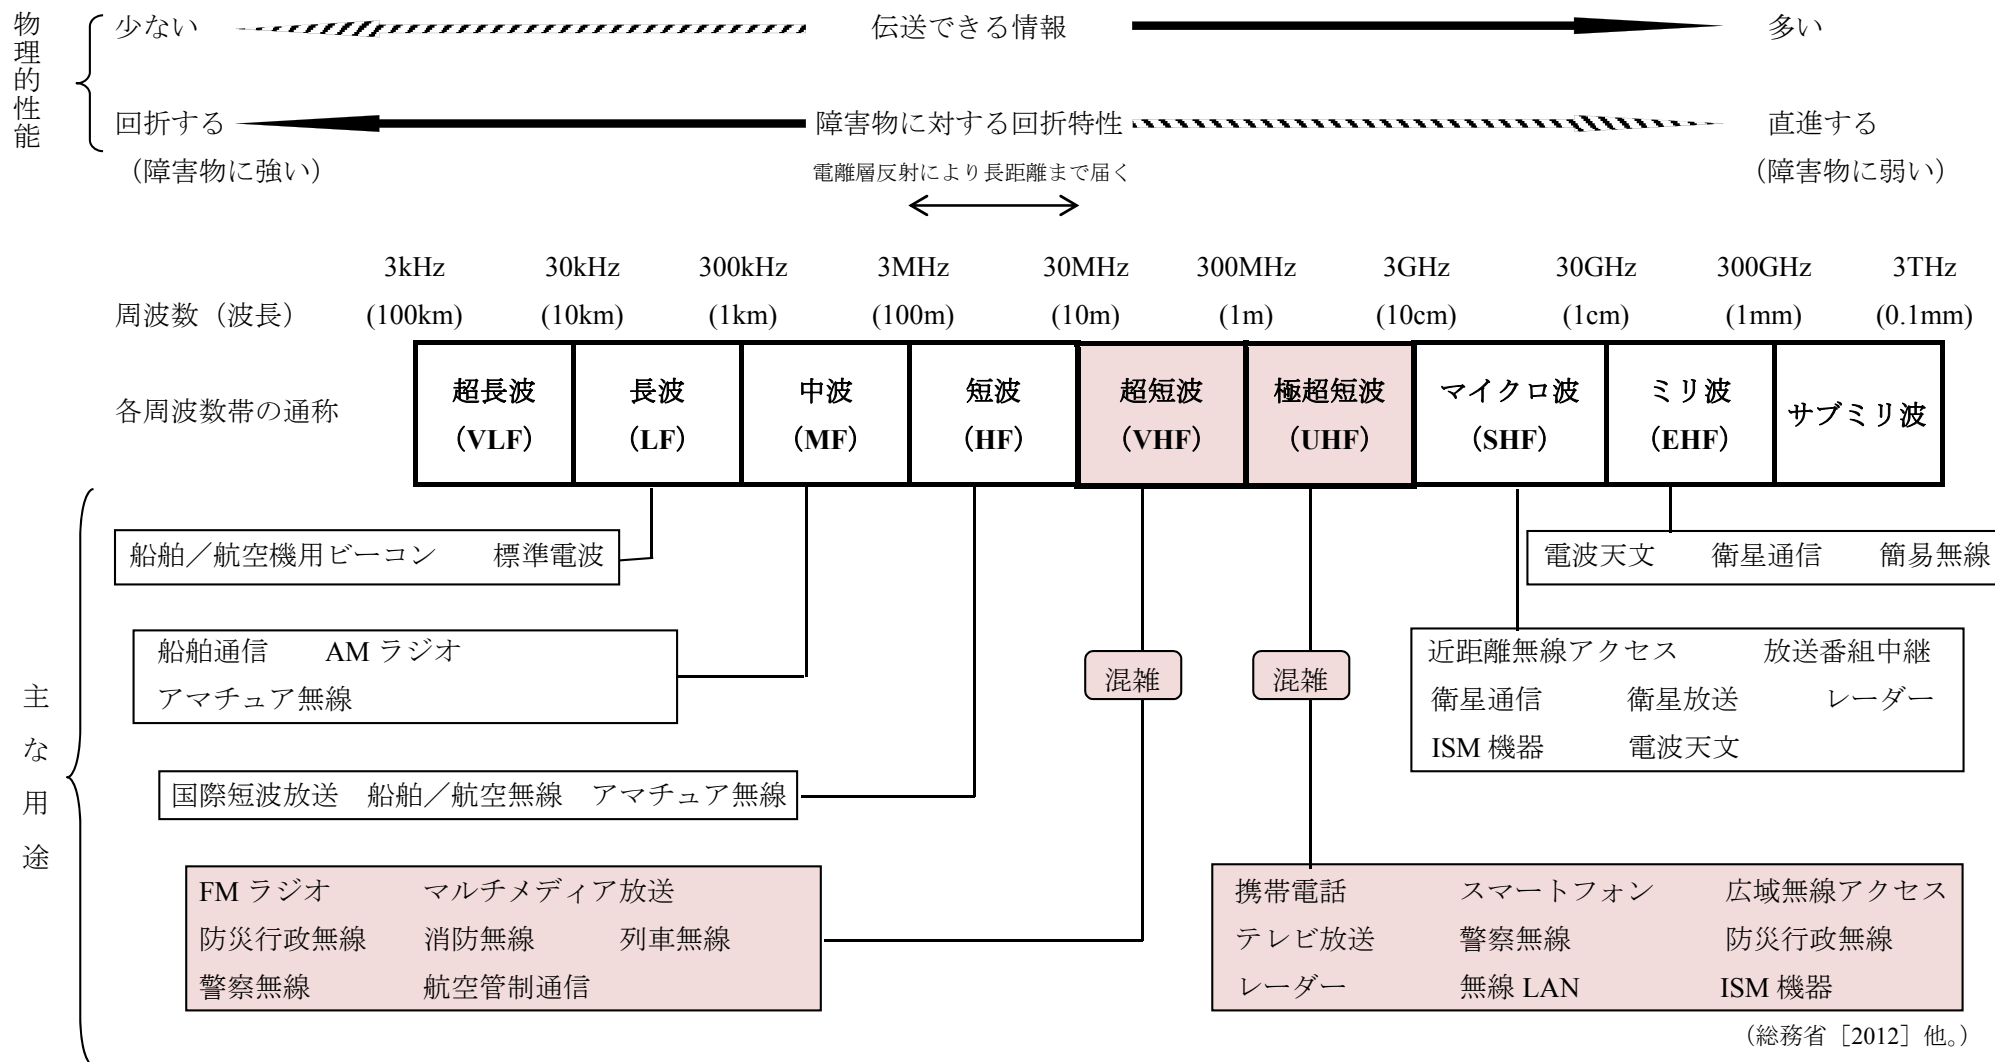 物理的性能
少ない 伝送できる情報 多い
回折する 障害物に対する回折特性 直進する
（障害物に強い） 電離層反射により長距離まで届く （障害物に弱い）
3kHz 30kHz 300kHz 3MHz 30MHz 300MHz 3GHz 30GHz 300GHz 3THz
周波数（波長） (100km) (10km) (1km) (100m) (10m) (1m) (10cm) (1cm) (1mm) (0.1mm)
各周波数帯の通称
超長波
（VLF）
長波
（LF）
中波
（MF）
短波
（HF）
超短波
（VHF）
極超短波
（UHF）
マイクロ波
（SHF）
ミリ波
（EHF）
サブミリ波
主な用途
船舶／航空機用ビーコン 標準電波
電波天文 衛星通信 簡易無線
船舶通信 AM ラジオ
アマチュア無線
混雑
混雑
近距離無線アクセス 放送番組中継
衛星通信 衛星放送 レーダー
ISM 機器 電波天文
国際短波放送 船舶／航空無線 アマチュア無線
FM ラジオ マルチメディア放送
防災行政無線 消防無線 列車無線
警察無線 航空管制通信
携帯電話 スマートフォン 広域無線アクセス
テレビ放送 警察無線 防災行政無線
レーダー 無線 LAN ISM 機器
（総務省［2012］他。）